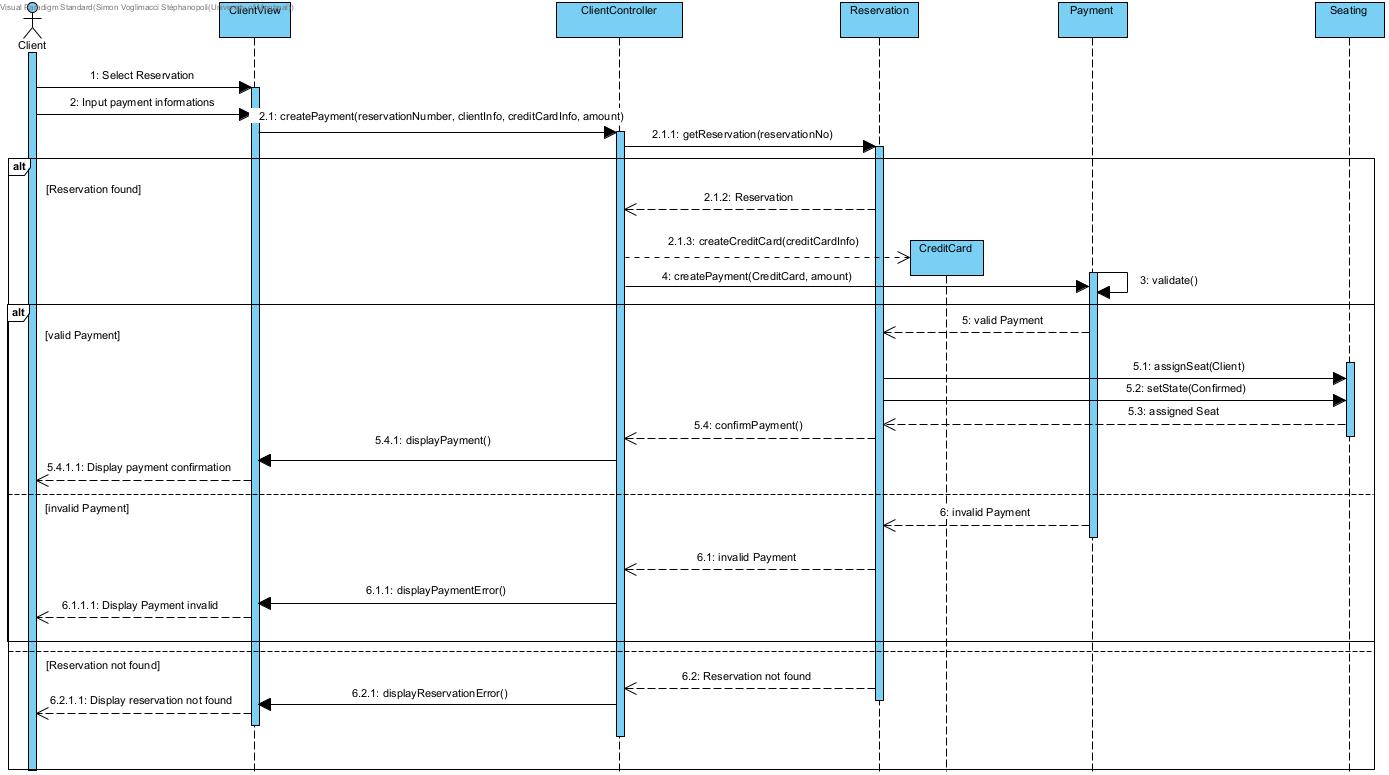 Visual Paradigm Standard(Simon Voglimacci Stéphanopoli(
Client
ClientView
ClientController
Reservation
Payment
Seating
1: Select Reservation
2: Input payment informations
2.1: createPayment(reservationNumber, clientInfo, creditCardInfo, amount)
2.1.1: getReservation(reservationNo)
alt
[Reservation found]
2.1.2: Reservation
2.1.3: createCreditCard(creditCardInfo)
CreditCard
4: createPayment(CreditCard, amount)
3: validate()
alt
[valid Payment]
5: valid Payment
5.1: assignSeat(Client)
5.2: setState(Confirmed)
5.3: assigned Seat
5.4: confirmPayment()
5.4.1: displayPayment()
5.4.1.1: Display payment confirmation
[invalid Payment]
6: invalid Payment
6.1: invalid Payment
6.1.1: displayPaymentError()
6.1.1.1: Display Payment invalid
[Reservation not found]
6.2: Reservation not found
6.2.1: displayReservationError()
6.2.1.1: Display reservation not found